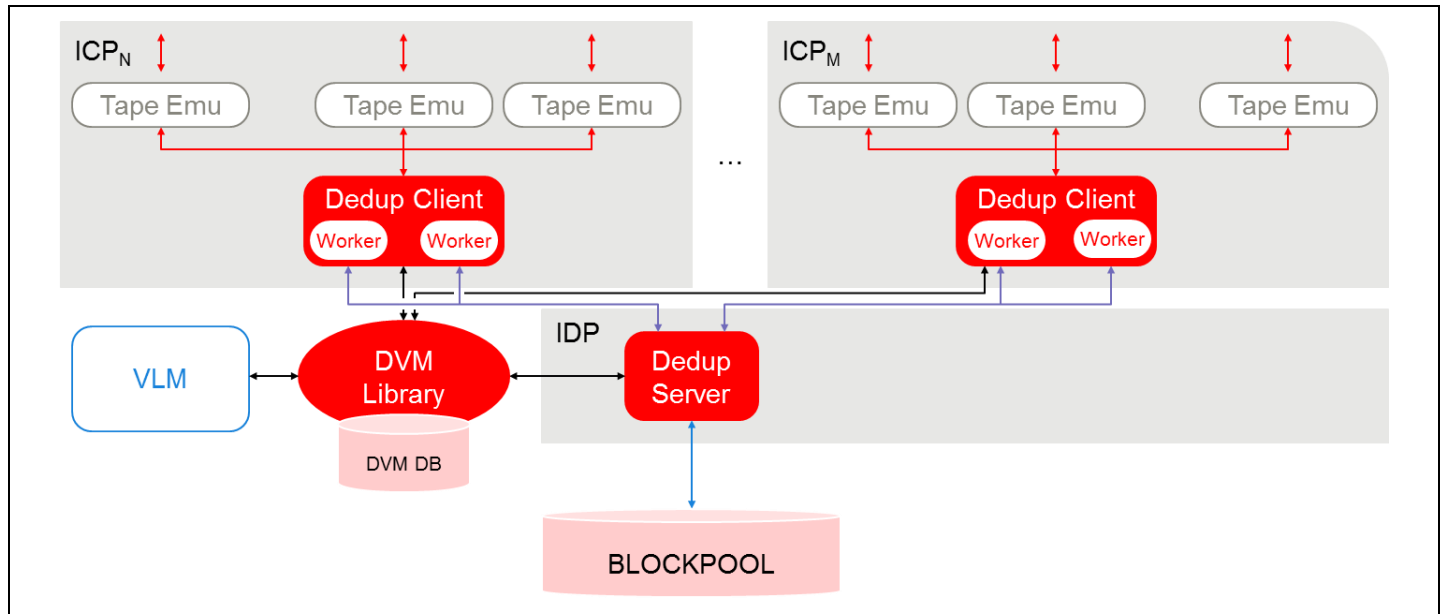 ICPN
ICPM
Tape Emu
Tape Emu
Tape Emu
Tape Emu
Tape Emu
Tape Emu
...
Dedup Client
Worker
Worker
Dedup Client
Worker
Worker
VLM
DVM
Library
DVM DB
IDP
Dedup
Server
BLOCKPOOL